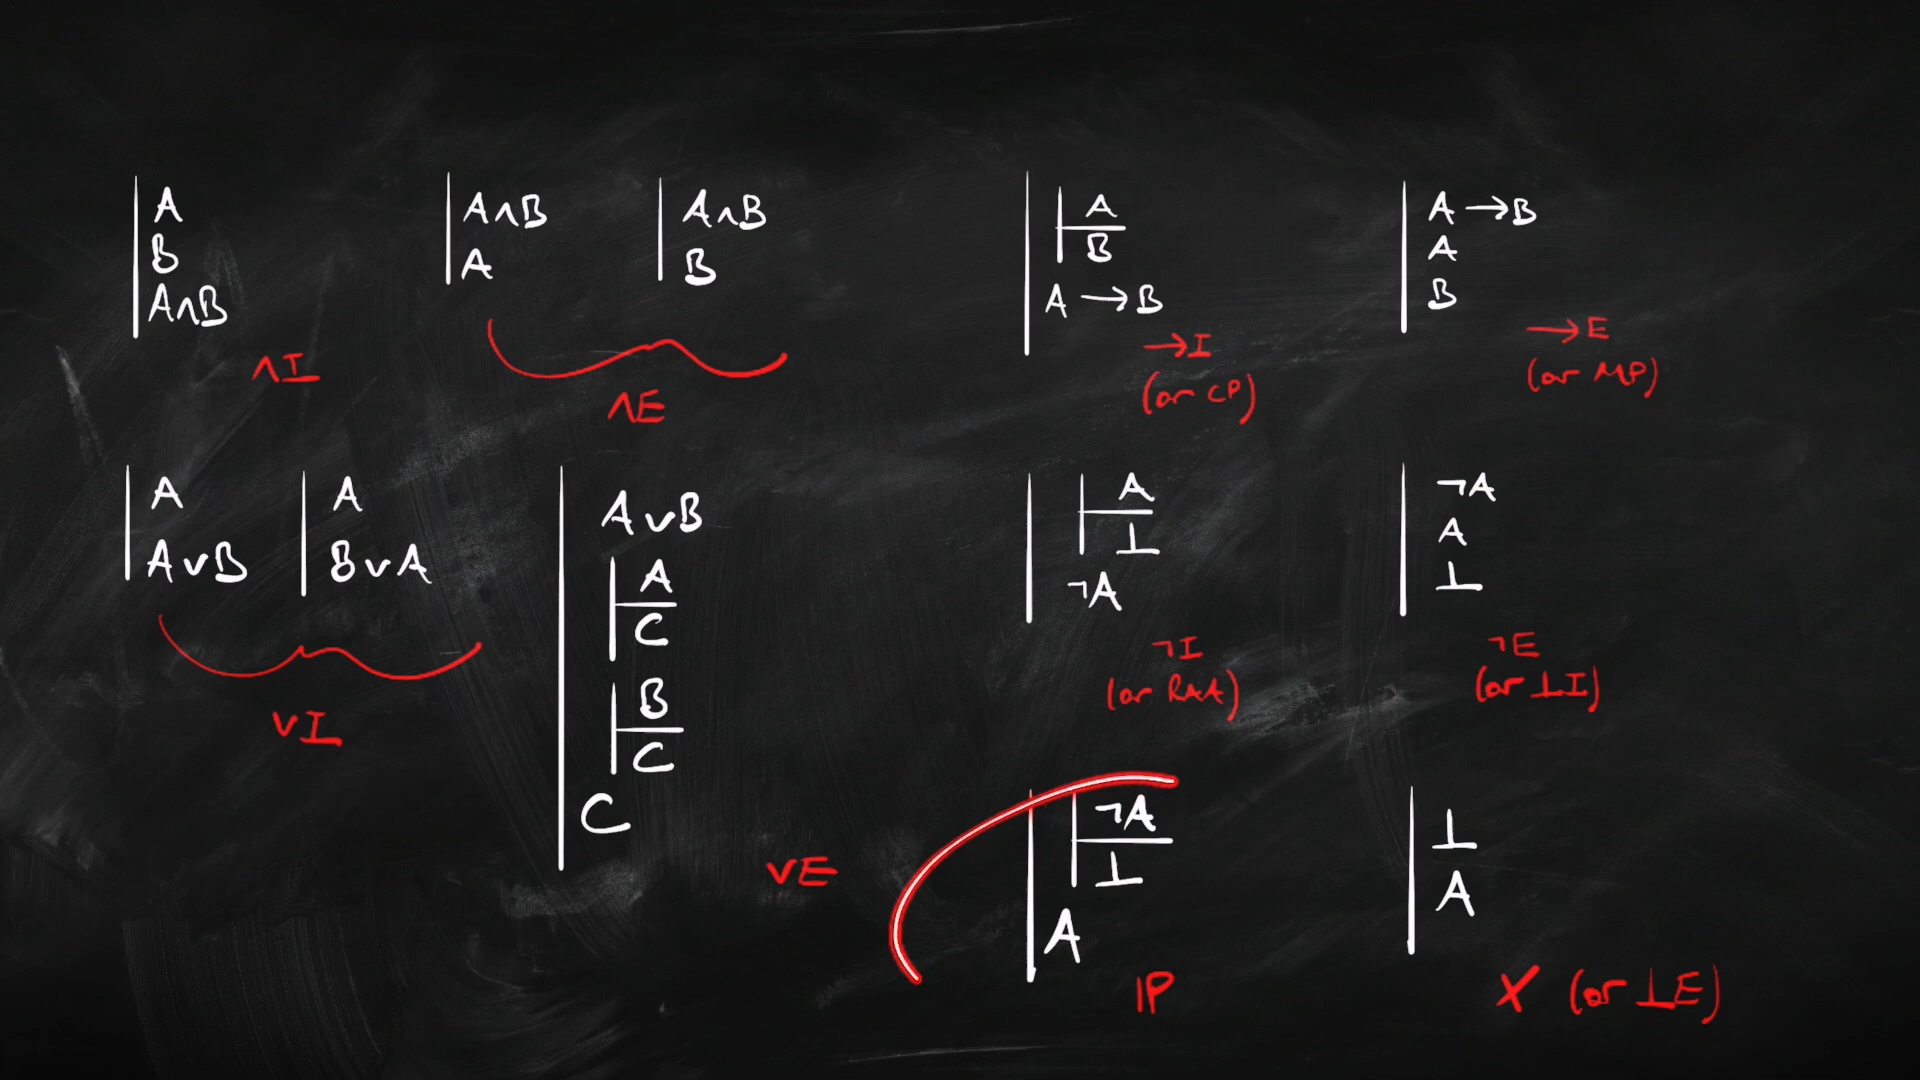 A
B
A∧B
∧I
A∧B
A
A∧B
B
∧E
A
B
A→B
→I
(or CP)
A→B
A
B
→E
(or MP)
A
A∨B
A
B∨A
∨I
A∨B
A
C
B
C
C
∨E
A
⊥
¬A
¬I
(or RAA)
¬A
A
⊥
¬E
(or ⊥I)
¬A
⊥
A
IP
⊥
A
X (or ⊥E)